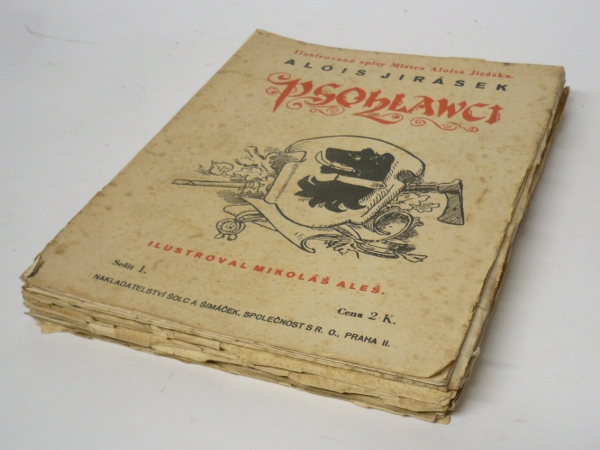 Ilustrované spisy Mistra Aloisa Jiráska.
ALOIS JIRÁSEK
PSOHLAWCI
ILUSTROVAL MIKOLÁŠ ALEŠ.
Sešit 1.
Cena 2 K.
NAKLADATELSTVÍ ŠOLC A ŠIMÁČEK, SPOLEČNOST S R. O., PRAHA II.